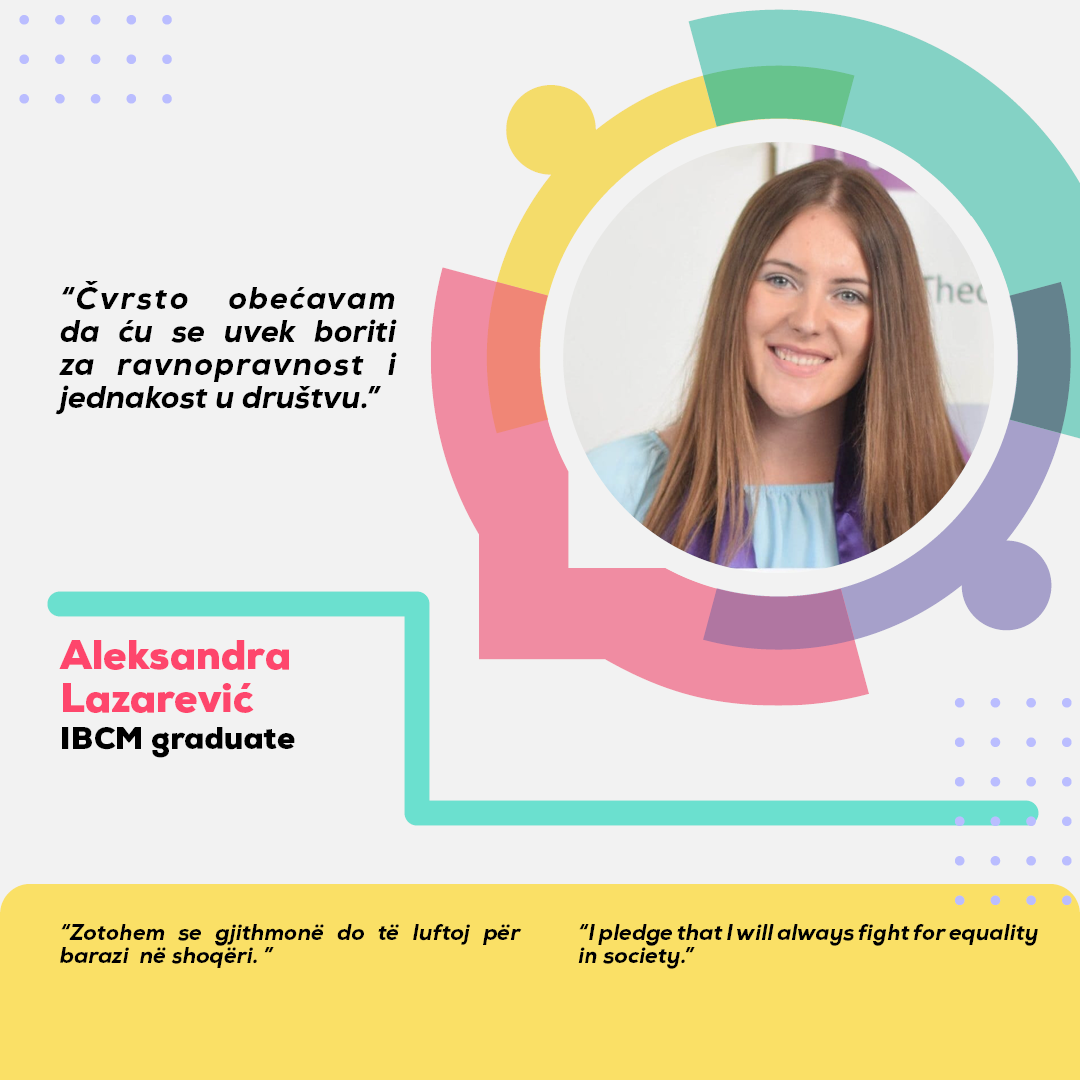 “Čvrsto obećavam
da ću se uvek boriti
za ravnopravnost i
jednakost u društvu.”
Aleksandra
Lazarević
IBCM graduate
“Zotohem se gjithmonë do të luftoj për
barazi në shoqëri. ”
“I pledge that I will always fight for equality
in society.”